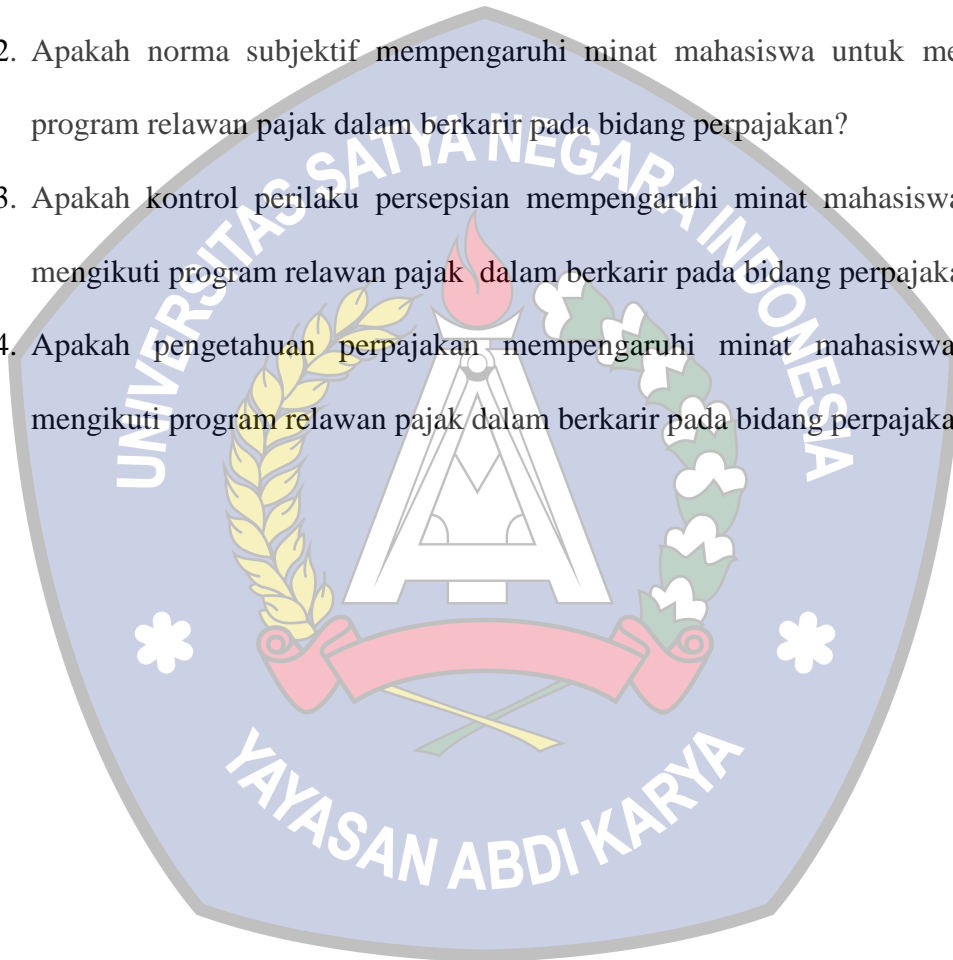 2. Apakah norma subjektif mempengaruhi minat mahasiswa untuk me
program relawan pajak dalam berkarir pada bidang perpajakan?
3. Apakah kontrol perilaku persepsian mempengaruhi minat mahasiswa
mengikuti program relawan pajak dalam berkarir pada bidang perpajaka
4. Apakah pengetahuan perpajakan mempengaruhi minat mahasiswa
mengikuti program relawan pajak dalam berkarir pada bidang perpajaka
UNIVERSITAS SATYA NEGARA INDONESIA
YAYASAN ABDI KARYA